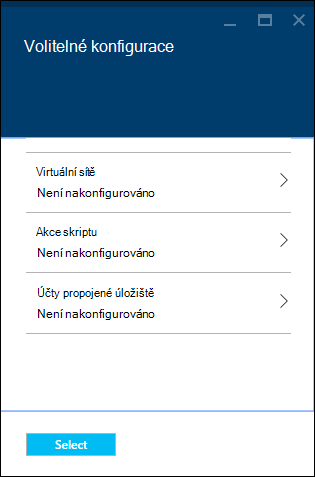 Volitelné konfigurace
Virtuální sítě
Není nakonfigurováno
Akce skriptu
Není nakonfigurováno
Účty propojené úložiště
Není nakonfigurováno
Select